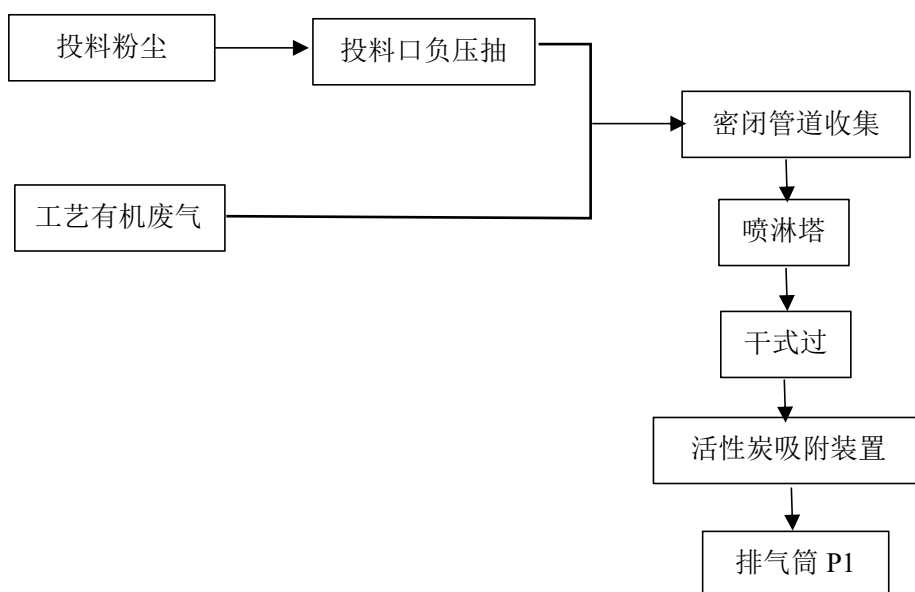 投料粉尘
投料口负压抽
密闭管道收集
工艺有机废气
喷淋塔
干式过
活性炭吸附装置
排气筒 P1